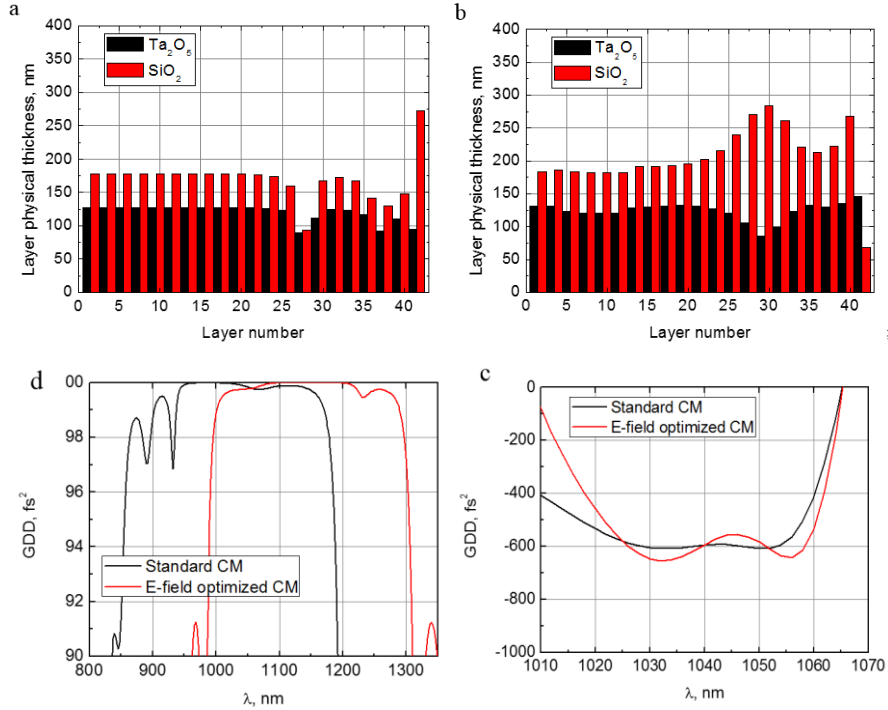 a
Layer physical thickness, nm
400
350
300
250
200
150
100
50
0
Ta2O5
SiO2
0 5 10 15 20 25 30 35 40
Layer number
b
Layer physical thickness, nm
400
350
300
250
200
150
100
50
0
Ta2O5
SiO2
0 5 10 15 20 25 30 35 40
Layer number
;
d
GDD, fs2
00
99
98
96
94
92
91
90
Standard CM
E-field optimized CM
800 900 1000 1100 1200 1300
λ, nm
c
GDD, fs2
0
-200
-400
-600
-800
-1000
Standard CM
E-field optimized CM
1010 1020 1030 1040 1050 1060 1070
λ, nm